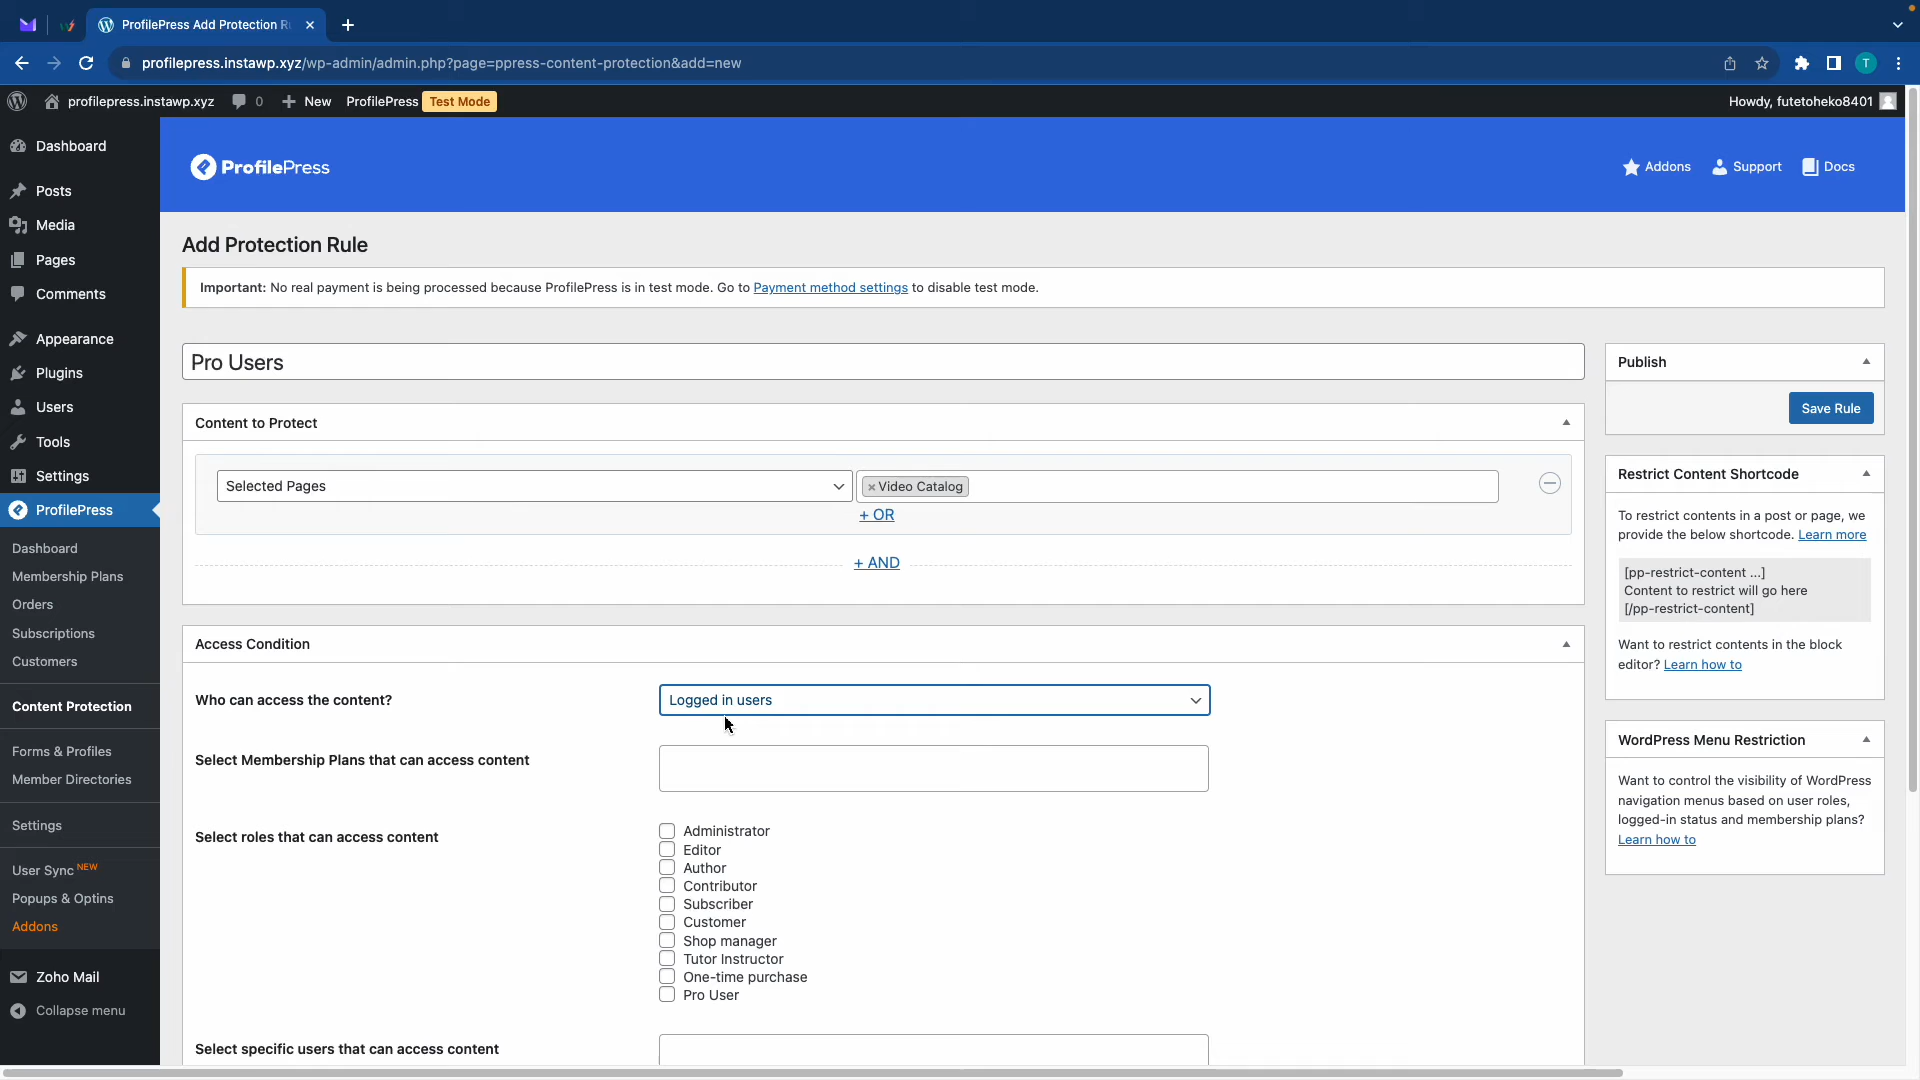 ProfilePress Add Protection R
profilepress.instawp.xyz/wp-admin/admin.php?page=ppress-content-protection&add=new
T
profilepress.instawp.xyz
0
New
ProfilePress
Test Mode
Howdy, futetoheko8401
Dashboard
Posts
Media
Pages
Comments
Appearance
Plugins
Users
Tools
Settings
ProfilePress
Dashboard
Membership Plans
Orders
Subscriptions
Customers
Content Protection
Forms & Profiles
Member Directories
Settings
User Sync NEW
Popups & Optins
Addons
Zoho Mail
Collapse menu
ProfilePress
Addons
Support
Docs
Add Protection Rule
Important: No real payment is being processed because ProfilePress is in test mode. Go to Payment method settings to disable test mode.
Pro Users
Content to Protect
Selected Pages
× Video Catalog
+ OR
+ AND
Access Condition
Who can access the content?
Logged in users
Select Membership Plans that can access content
Select roles that can access content
Administrator
Editor
Author
Contributor
Subscriber
Customer
Shop manager
Tutor Instructor
One-time purchase
Pro User
Select specific users that can access content
Publish
Save Rule
Restrict Content Shortcode
To restrict contents in a post or page, we
provide the below shortcode. Learn more
[pp-restrict-content ...]
Content to restrict will go here
[/pp-restrict-content]
Want to restrict contents in the block
editor? Learn how to
WordPress Menu Restriction
Want to control the visibility of WordPress
navigation menus based on user roles,
logged-in status and membership plans?
Learn how to